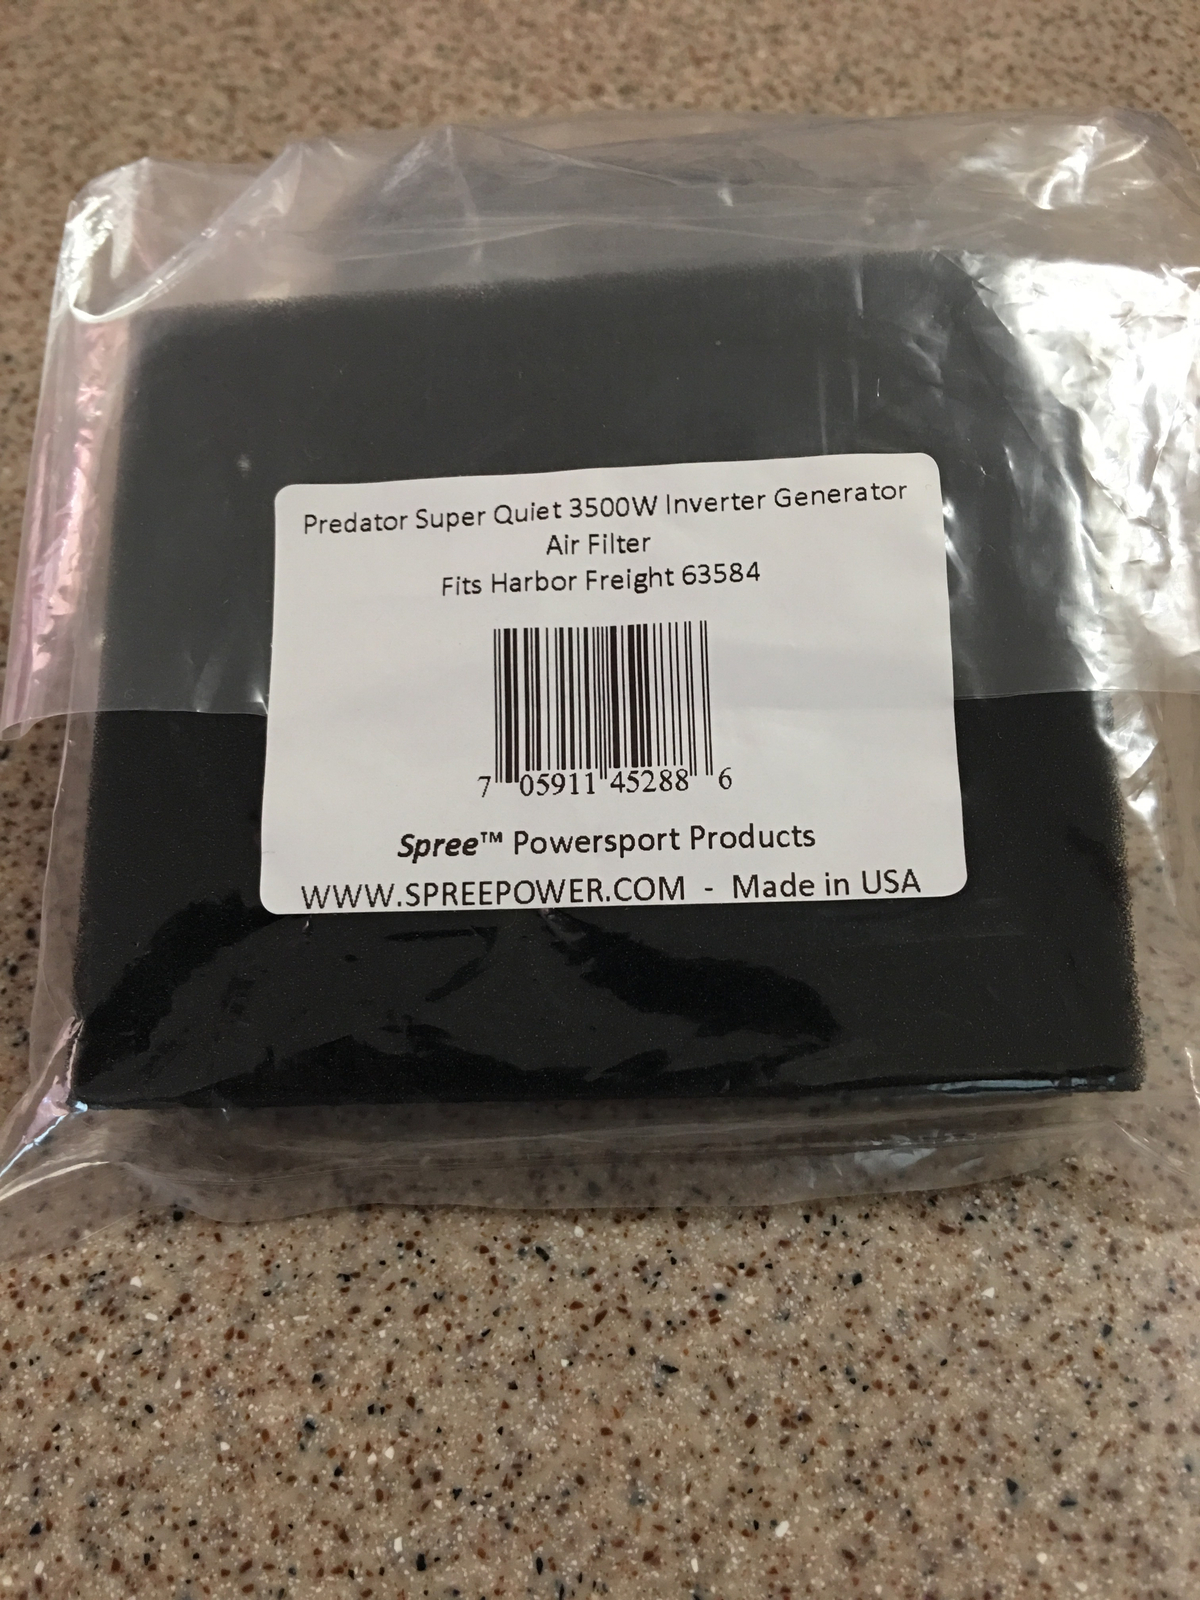 Predator Super Quiet 3500W Inverter Generator
Air Filter
Fits Harbor Freight 63584
7 05911 45288 6
Spree™ Powersport Products
WWW.SPREEPOWER.COM - Made in USA